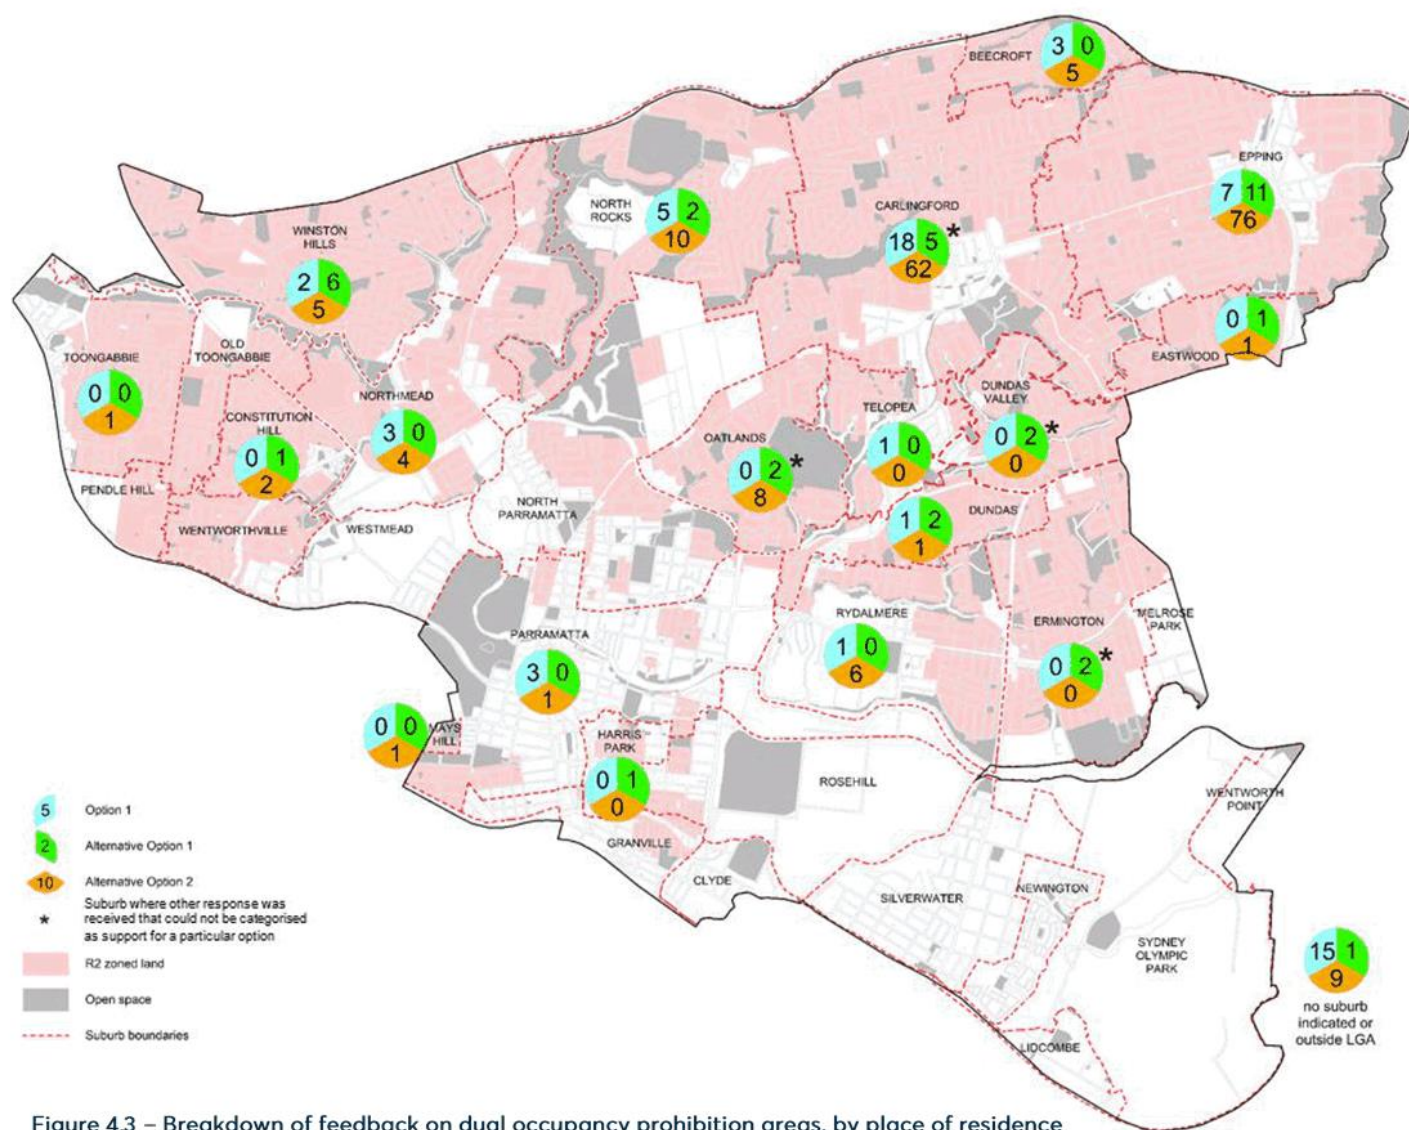 BEECROFT
3 0
5
EPPING
7 11
76
NORTH
ROCKS
5 2
10
CARLINGFORD
18 5 *
62
WINSTON
HILLS
2 6
5
0 1
1
EASTWOOD
OLD
TOONGABBIE
TOONGABBIE
0 0
1
CONSTITUTION
HILL
0 1
2
NORTHMEAD
3 0
4
OATLANDS
0 2 *
8
TELOPEA
1 0
0
DUNDAS
VALLEY
0 2 *
0
PENDLE HILL
WENTWORTHVILLE
WESTMEAD
NORTH
PARRAMATTA
DUNDAS
1 2
1
RYDALMERE
1 0
6
ERMINGTON
0 2 *
0
MELROSE
PARK
PARRAMATTA
3 0
1
MAYS
HILL
0 0
1
HARRIS
PARK
0 1
0
ROSEHILL
WENTWORTH
POINT
GRANVILLE
CLYDE
SILVERWATER
NEWINGTON
SYDNEY
OLYMPIC
PARK
LIDCOMBE
15 1
9
no suburb
indicated or
outside LGA
5 Option 1
2 Alternative Option 1
10 Alternative Option 2
Suburb where other response was
* received that could not be categorised
as support for a particular option
R2 zoned land
Open space
Suburb boundaries
Figure 4.3 – Breakdown of feedback on dual occupancy prohibition areas, by place of residence